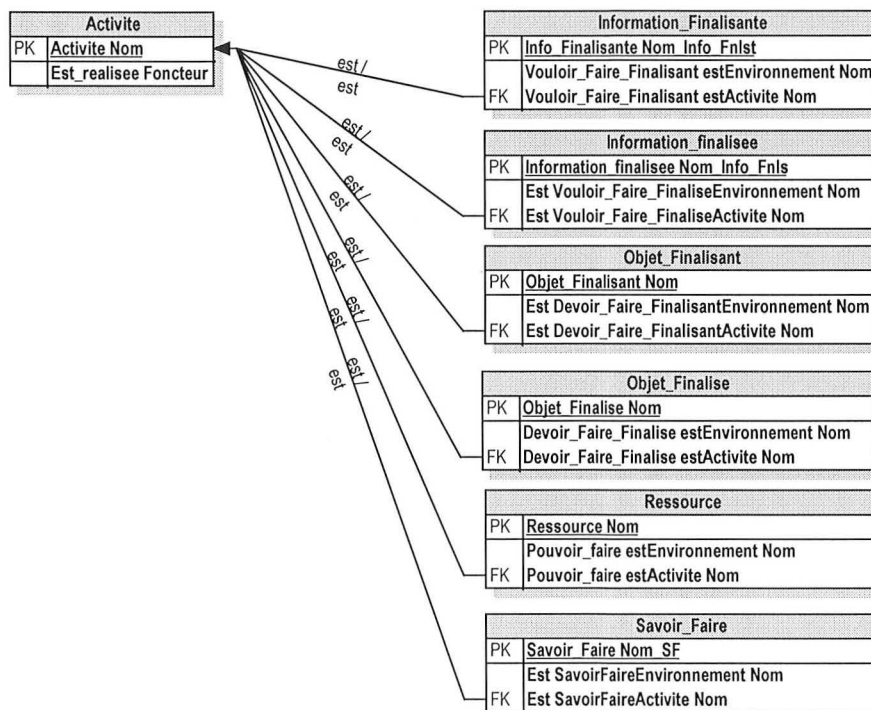 Activite
PK Activite Nom
Est_realisee Foncteur
Information_Finalisante
PK Info_Finalisante Nom_Info_Fnlst
Vouloir_Faire_Finalisant estEnvironnement Nom
FK Vouloir_Faire_Finalisant estActivite Nom
est /
est
Information_finalisee
PK Information_finalisee Nom_Info_Fnls
Est Vouloir_Faire_FinaliseEnvironnement Nom
FK Est Vouloir_Faire_FinaliseActivite Nom
est /
est
Objet_Finalisant
PK Objet_Finalisant Nom
Est Devoir_Faire_FinalisantEnvironnement Nom
FK Est Devoir_Faire_FinalisantActivite Nom
est /
est
Objet_Finalise
PK Objet_Finalise Nom
Devoir_Faire_Finalise estEnvironnement Nom
FK Devoir_Faire_Finalise estActivite Nom
est /
est
Ressource
PK Ressource Nom
Pouvoir_faire estEnvironnement Nom
FK Pouvoir_faire estActivite Nom
est /
est
Savoir_Faire
PK Savoir_Faire Nom_SF
Est SavoirFaireEnvironnement Nom
FK Est SavoirFaireActivite Nom
est /
est